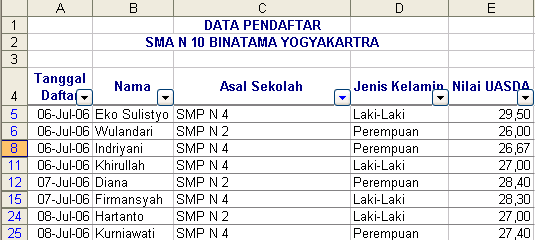 A B C D E
1 DATA PENDAFTAR
2 SMA N 10 BINATAMA YOGYAKARTRA
3
4 Tanggal Daftar Nama Asal Sekolah Jenis Kelamin Nilai UASDA
5 06-Jul-06 Eko Sulistyo SMP N 4 Laki-Laki 29,50
6 06-Jul-06 Wulandari SMP N 2 Perempuan 26,00
8 06-Jul-06 Indriyani SMP N 4 Perempuan 26,67
11 06-Jul-06 Khirullah SMP N 4 Laki-Laki 27,00
12 07-Jul-06 Diana SMP N 2 Perempuan 28,40
15 07-Jul-06 Firmansyah SMP N 4 Laki-Laki 28,30
24 08-Jul-06 Hartanto SMP N 2 Laki-Laki 27,00
25 08-Jul-06 Kurniawati SMP N 4 Perempuan 27,40